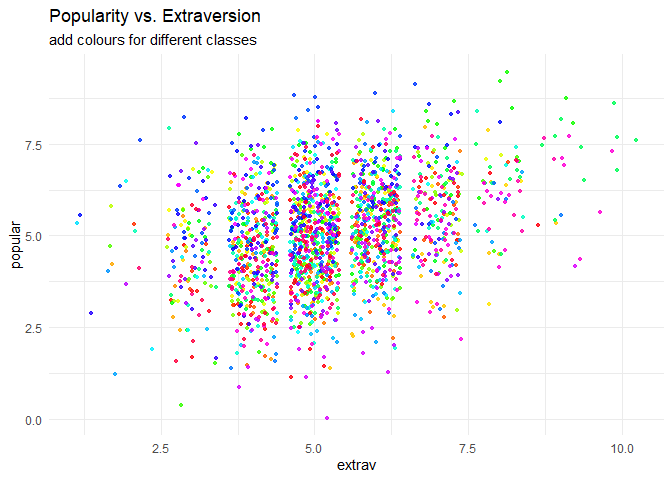 Popularity vs. Extraversion
add colours for different classes
popular
7.5
5.0
2.5
0.0
2.5 5.0 7.5 10.0
extrav